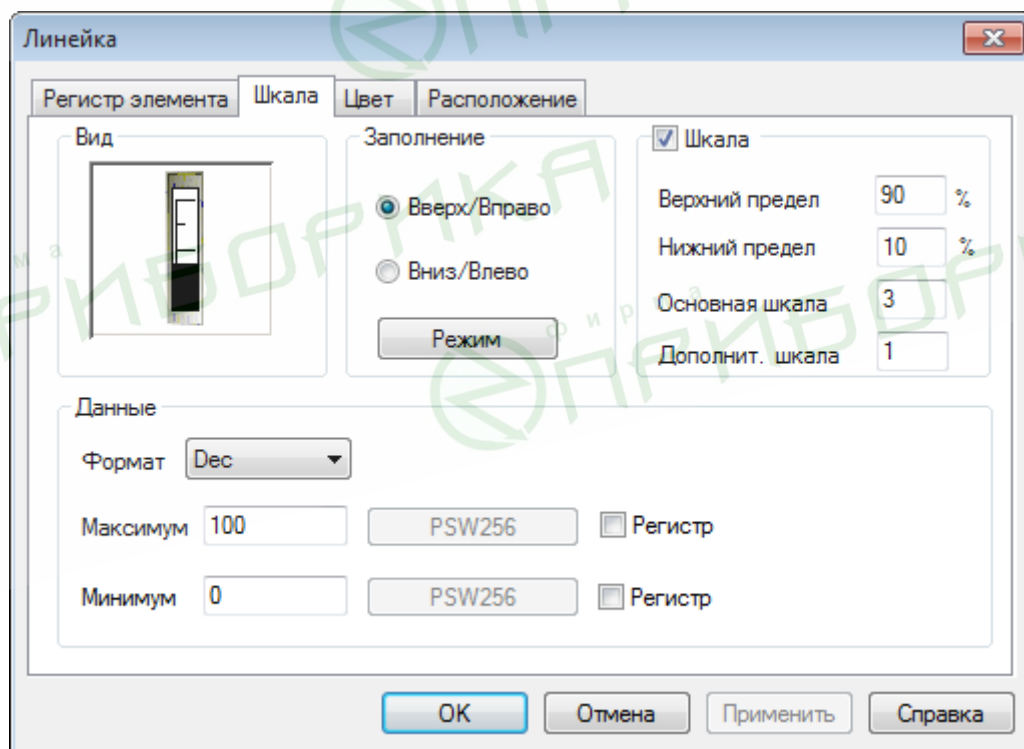 Линейка
Регистр элемента Шкала Цвет Расположение
Вид
Заполнение
Вверх/Вправо
Вниз/Влево
Режим
Шкала
Верхний предел 90 %
Нижний предел 10 %
Основная шкала 3
Дополнит. шкала 1
Данные
Формат Dec
Максимум 100 PSW256 Регистр
Минимум 0 PSW256 Регистр
OK Отмена Применить Справка
фирма
ПРИБОРИКА